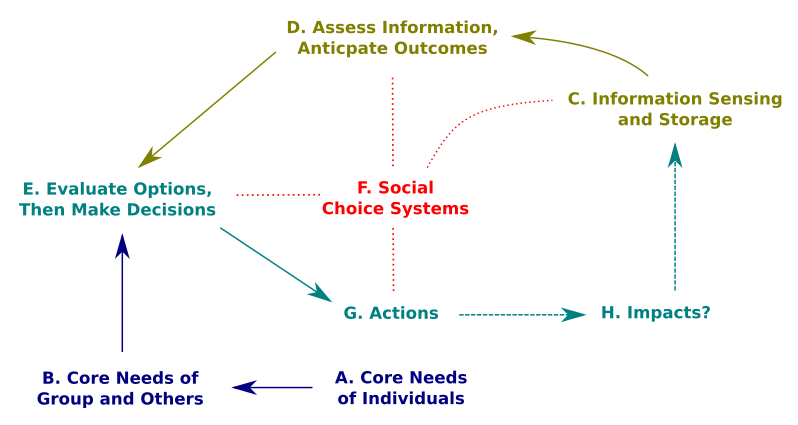 D. Assess Information,
Anticpate Outcomes
C. Information Sensing
and Storage
E. Evaluate Options,
Then Make Decisions
F. Social
Choice Systems
G. Actions
H. Impacts?
B. Core Needs of
Group and Others
A. Core Needs
of Individuals